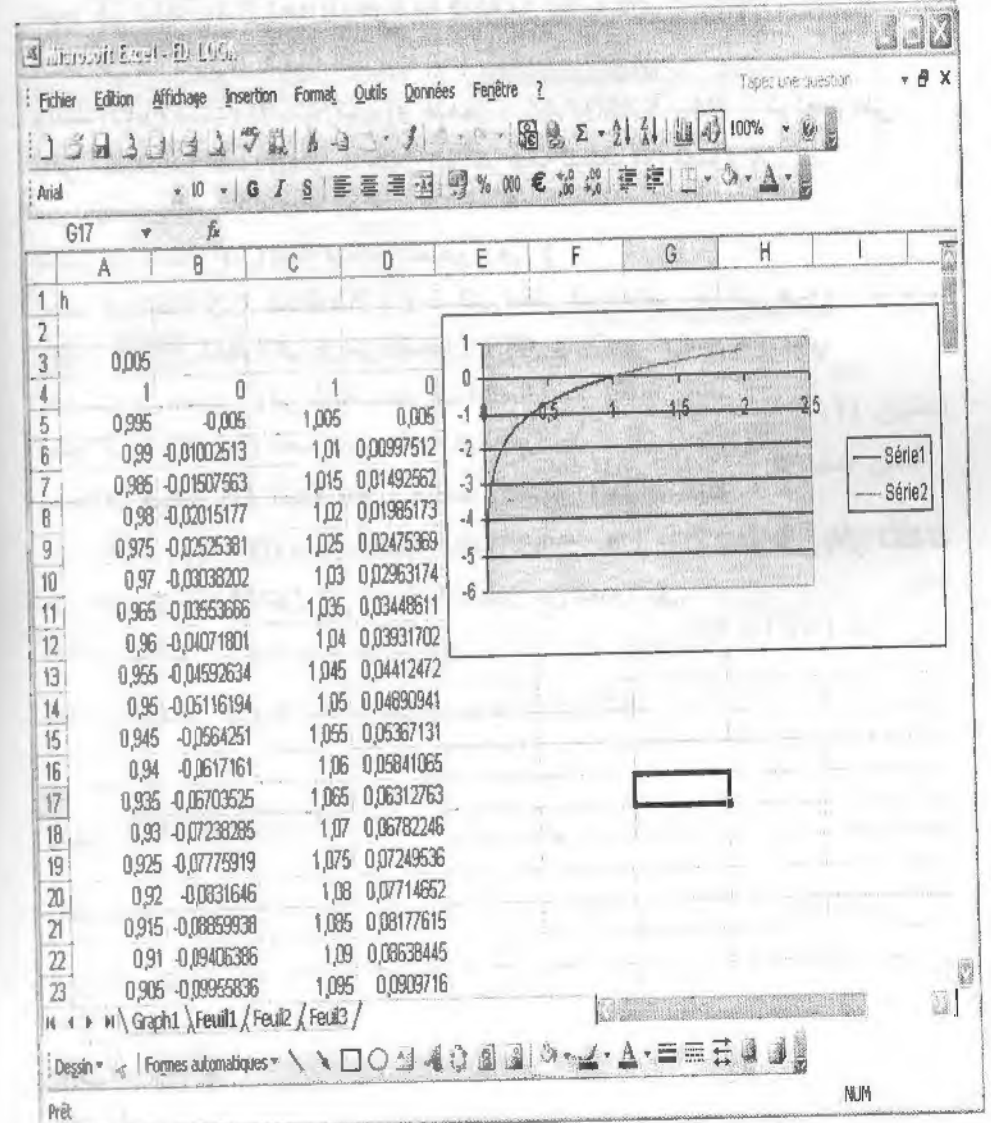 Microsoft Excel - ED LOGA
Fichier Edition Affichage Insertion Format Outils Données Fenêtre ? Tapez une question
100%
Arial 10 G I S % 000 €
G17 fx
A B C D E F G H I
1 h
2
3 0,005
4 1 0 1 0
5 0,995 -0,005 1,005 0,005
6 0,99 -0,01002513 1,01 0,00997512
7 0,985 -0,01507563 1,015 0,01492562
8 0,98 -0,02015177 1,02 0,01985173
9 0,975 -0,02525381 1,025 0,02475369
10 0,97 -0,03038202 1,03 0,02963174
11 0,965 -0,03553666 1,035 0,03448611
12 0,96 -0,04071801 1,04 0,03931702
13 0,955 -0,04592634 1,045 0,04412472
14 0,95 -0,05116194 1,05 0,04890941
15 0,945 -0,0564251 1,055 0,05367131
16 0,94 -0,0617161 1,06 0,05841065
17 0,935 -0,06703525 1,065 0,06312763
18 0,93 -0,07238285 1,07 0,06782246
19 0,925 -0,07775919 1,075 0,07249536
20 0,92 -0,0831646 1,08 0,07714652
21 0,915 -0,08859938 1,085 0,08177615
22 0,91 -0,09406386 1,09 0,08638445
23 0,905 -0,09955836 1,095 0,0909716
1
0
-1
-2
-3
-4
-5
-6
0 0,5 1 1,5 2 2,5
Série1
Série2
Graph1 Feuil1 Feuil2 Feuil3
Dessin Formes automatiques
Prêt NUM